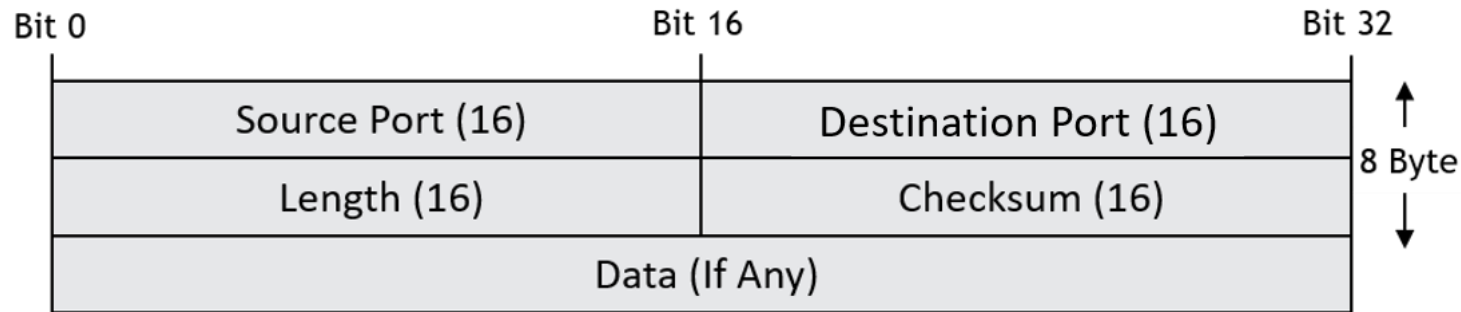 Bit 0 Bit 16 Bit 32
Source Port (16) Destination Port (16)
8 Byte
Length (16) Checksum (16)
Data (If Any)